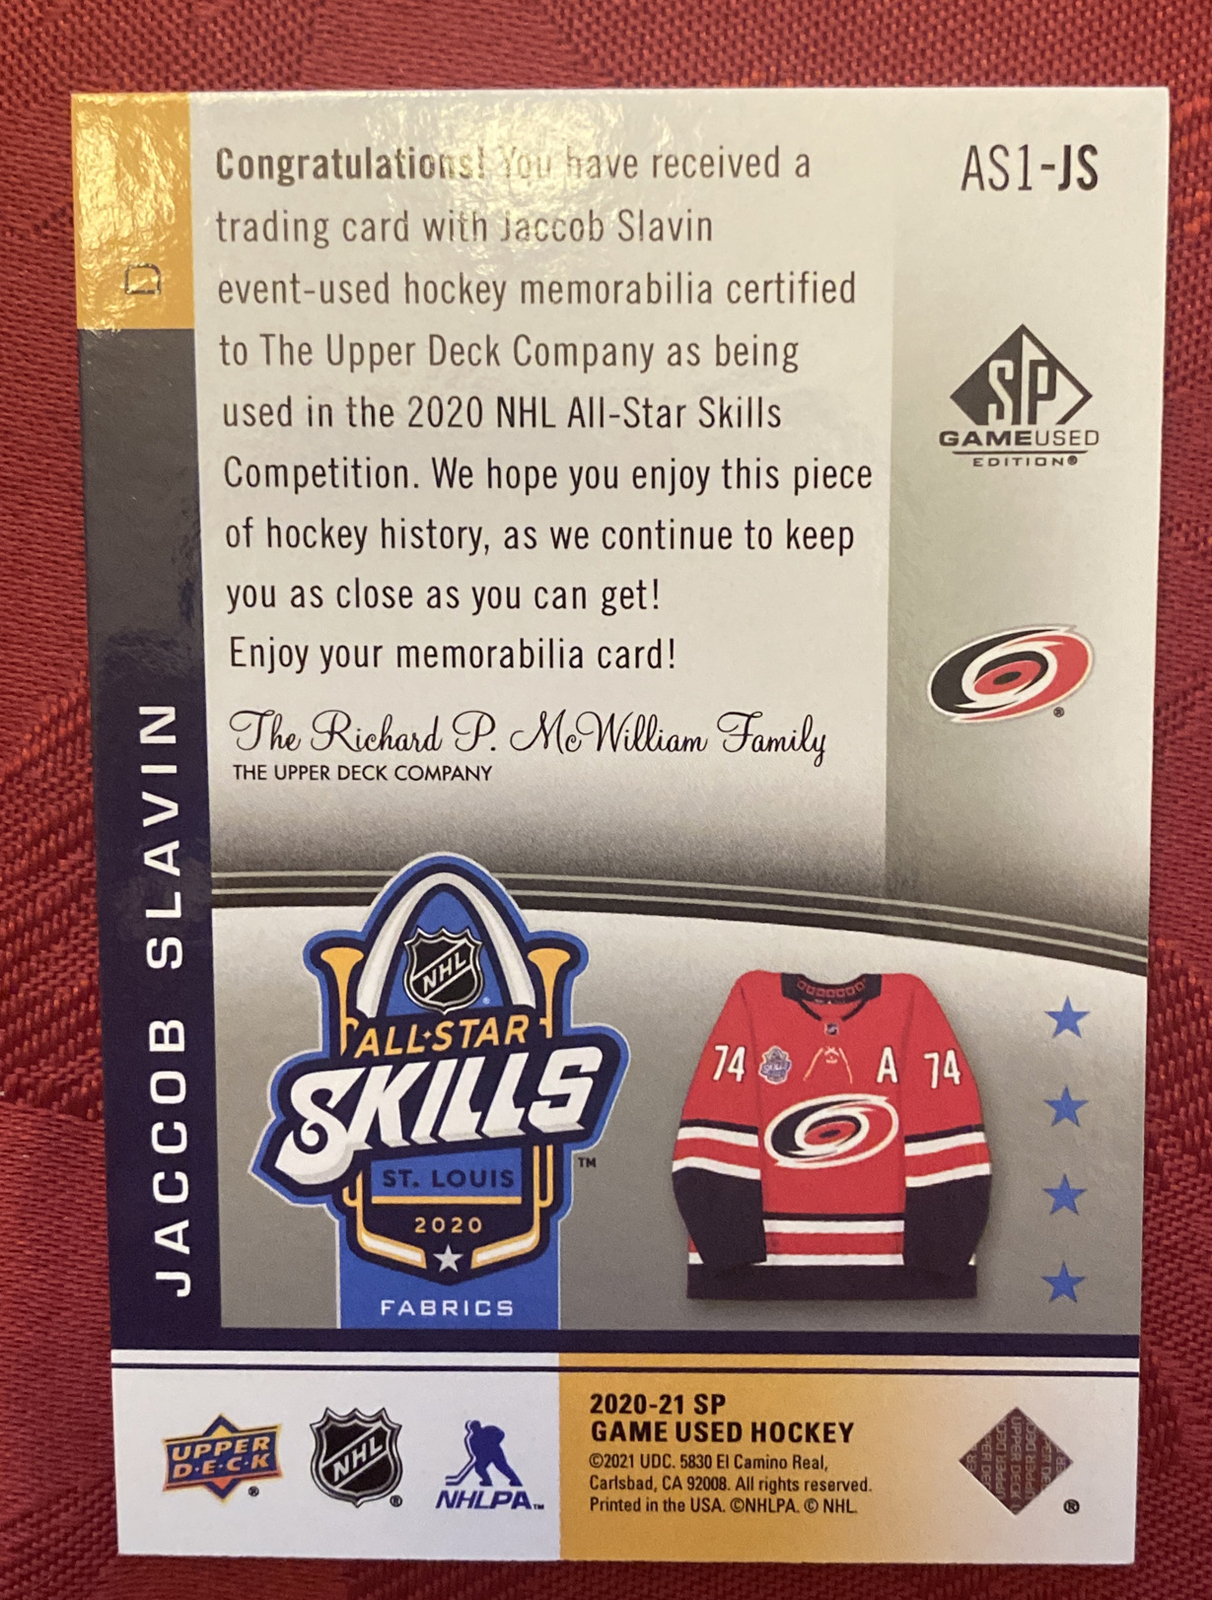 Congratulations! You have received a
trading card with Jaccob Slavin
event-used hockey memorabilia certified
to The Upper Deck Company as being
used in the 2020 NHL All-Star Skills
Competition. We hope you enjoy this piece
of hockey history, as we continue to keep
you as close as you can get!
Enjoy your memorabilia card!
The Richard P. McWilliam Family
THE UPPER DECK COMPANY
AS1-JS
SP
GAMEUSED
EDITION®
D
JACCOB SLAVIN
®
NHL
®
ALL·STAR
SKILLS
TM
ST. LOUIS
2020
FABRICS
74
A
74
UPPER
D·E·C·K
®
NHL
®
NHLPA™
2020-21 SP
GAME USED HOCKEY
©2021 UDC. 5830 El Camino Real,
Carlsbad, CA 92008. All rights reserved.
Printed in the USA. ©NHLPA. © NHL.
UPPER DECK
®